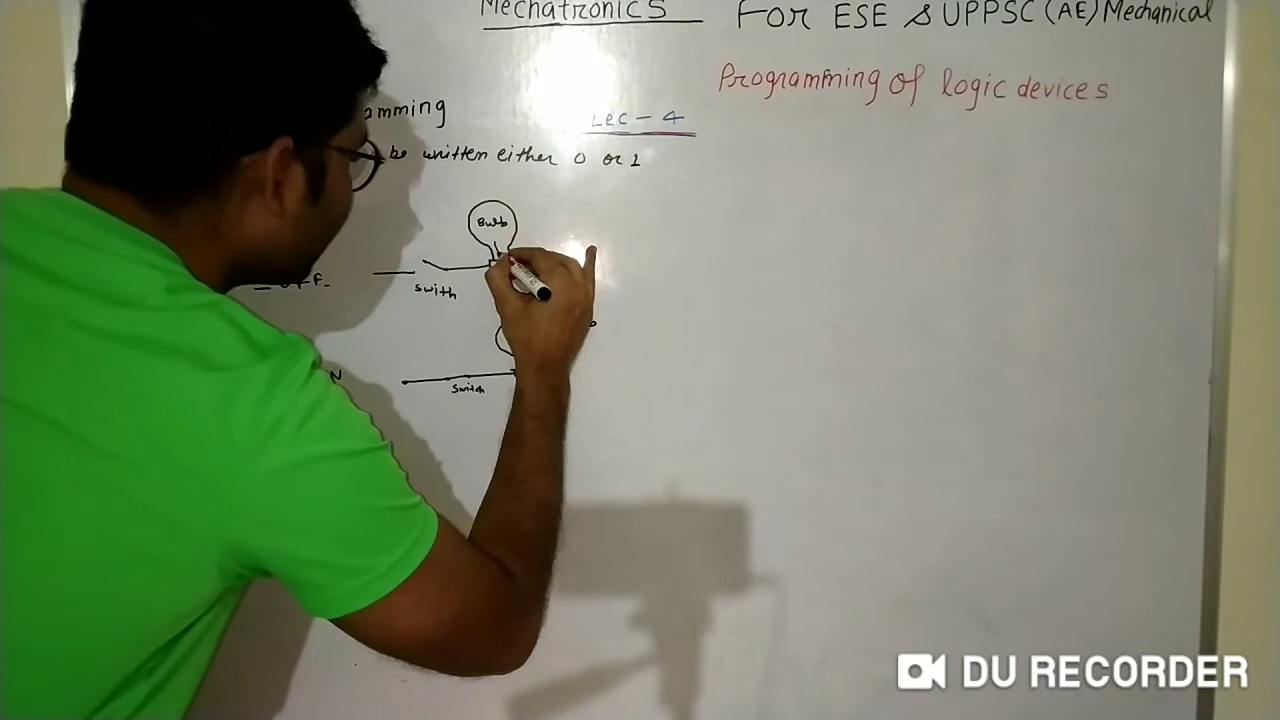 Mechatronics For ESE & UPPSC (AE) Mechanical
Programming of logic devices
amming
Lec - 4
be written either 0 or 1
Bulb
OFF.
swith
N
switch
DU RECORDER